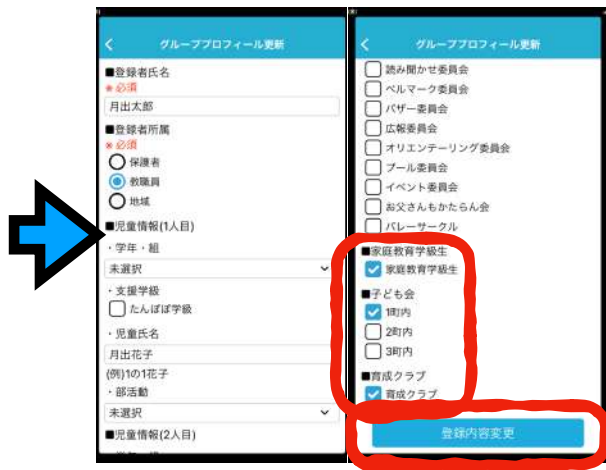 グループプロフィール更新
■登録者氏名
※必須
月出太郎
■登録者所属
※必須
保護者
教職員
地域
■児童情報(1人目)
・学年・組
未選択
・支援学級
たんぽぽ学級
・児童氏名
月出花子
(例)1の1花子
・部活動
未選択
■児童情報(2人目)
グループプロフィール更新
読み聞かせ委員会
ベルマーク委員会
バザー委員会
広報委員会
オリエンテーリング委員会
プール委員会
イベント委員会
お父さんもかたらん会
バレーサークル
■家庭教育学級生
家庭教育学級生
■子ども会
1町内
2町内
3町内
■育成クラブ
育成クラブ
登録内容変更